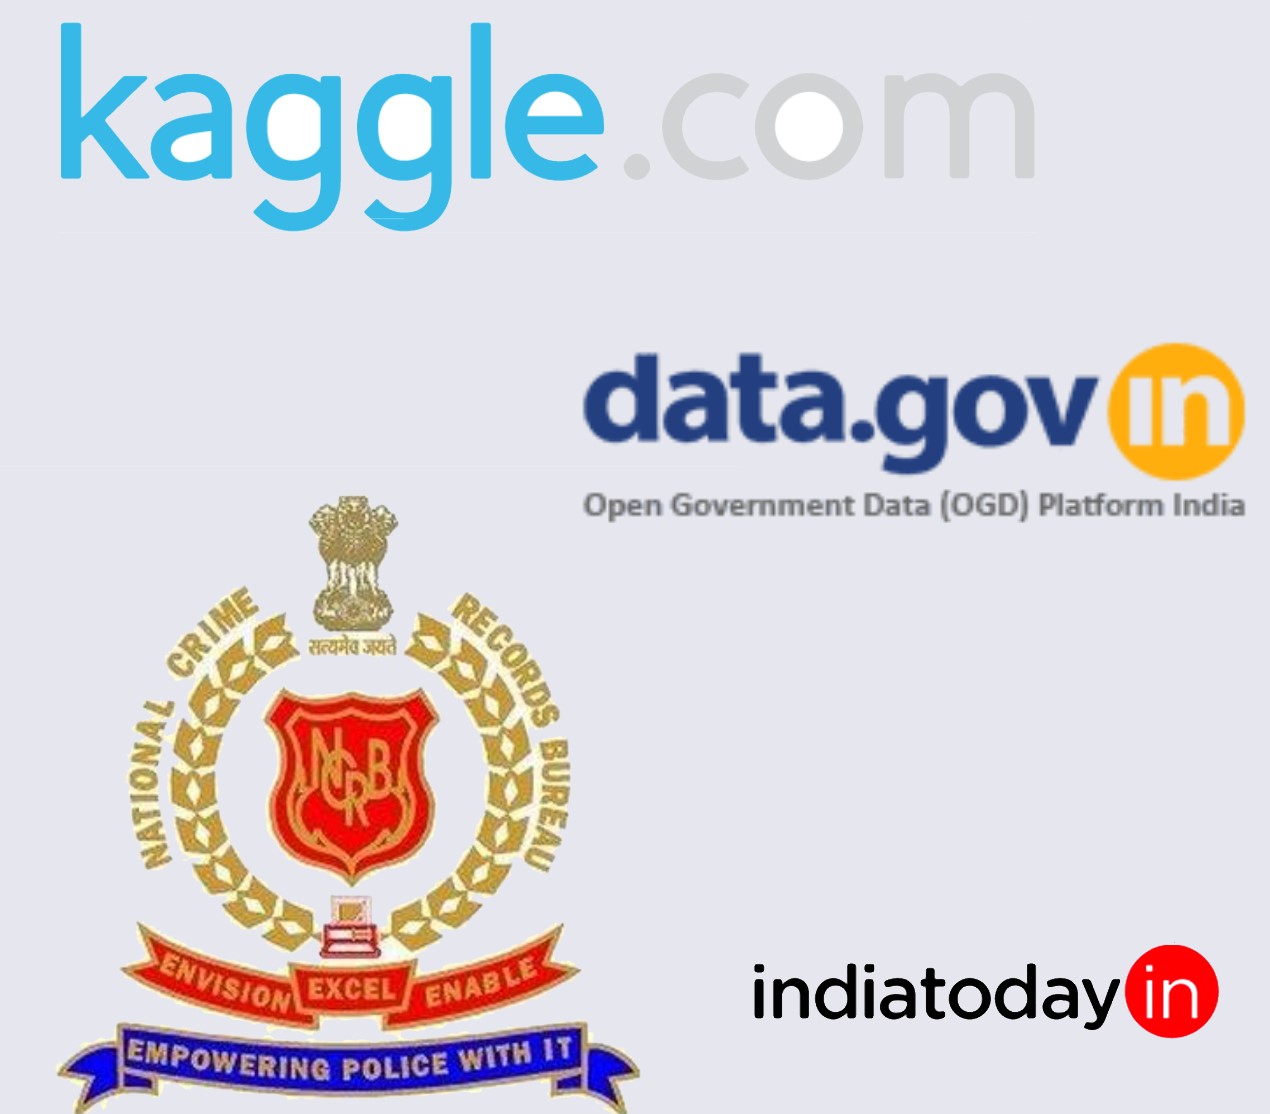 kaggle.com
data.gov in
Open Government Data (OGD) Platform India
NATIONAL CRIME RECORDS BUREAU
सत्यमेव जयते
NCRB
ENVISION EXCEL ENABLE
EMPOWERING POLICE WITH IT
indiatoday in